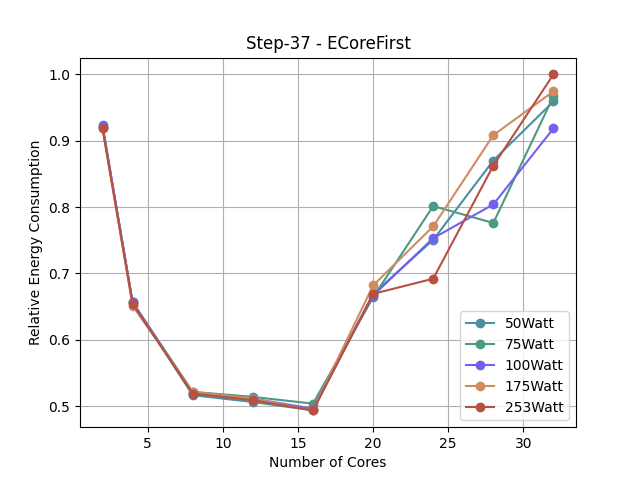 Step-37 - ECoreFirst
Relative Energy Consumption
1.0
0.9
0.8
0.7
0.6
0.5
5 10 15 20 25 30
Number of Cores
50Watt
75Watt
100Watt
175Watt
253Watt